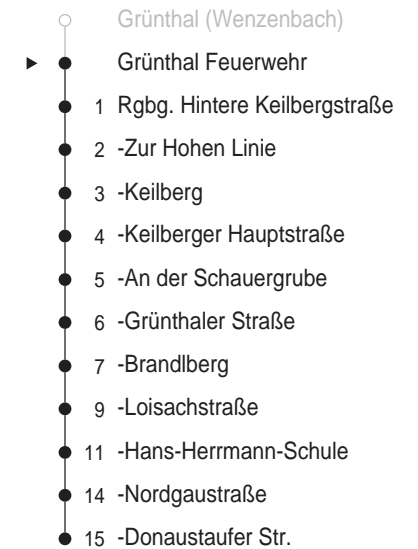 Grünthal (Wenzenbach)
Grünthal Feuerwehr
1 Rgbg. Hintere Keilbergstraße
2 -Zur Hohen Linie
3 -Keilberg
4 -Keilberger Hauptstraße
5 -An der Schauergrube
6 -Grünthaler Straße
7 -Brandlberg
9 -Loisachstraße
11 -Hans-Herrmann-Schule
14 -Nordgaustraße
15 -Donaustaufer Str.